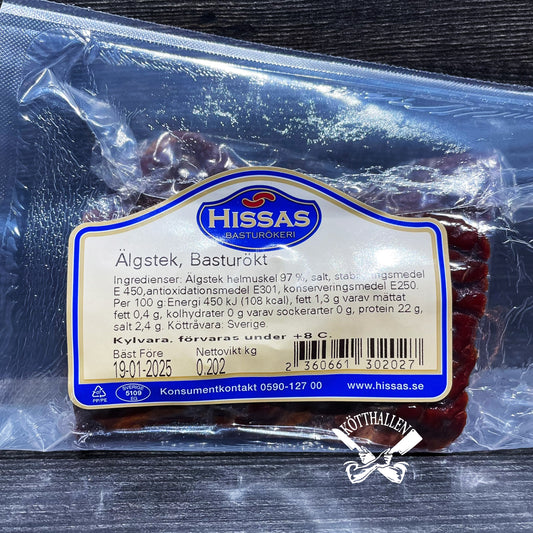 HISSAS
BASTURÖKERI
Älgstek, Basturökt
Ingredienser: Älgstek helmuskel 97 %, salt,
E 450,antioxidationsmedel E301, konserveringsmedel E250.
Per 100 g:Energi 450 kJ (108 kcal), fett 1,3 g varav mättat
fett 0,4 g, kolhydrater 0 g varav sockerarter 0 g, protein 22 g,
salt 2,4 g. Köttråvara: Sverige.
Kylvara. förvaras under +8 C.
Bäst Före Nettovikt kg
19-01-2025 0.202
2 360661 302027
PP/PE
SVERIGE
5109
EG
Konsumentkontakt 0590-127 00
www.hissas.se
KÖTTHALLEN